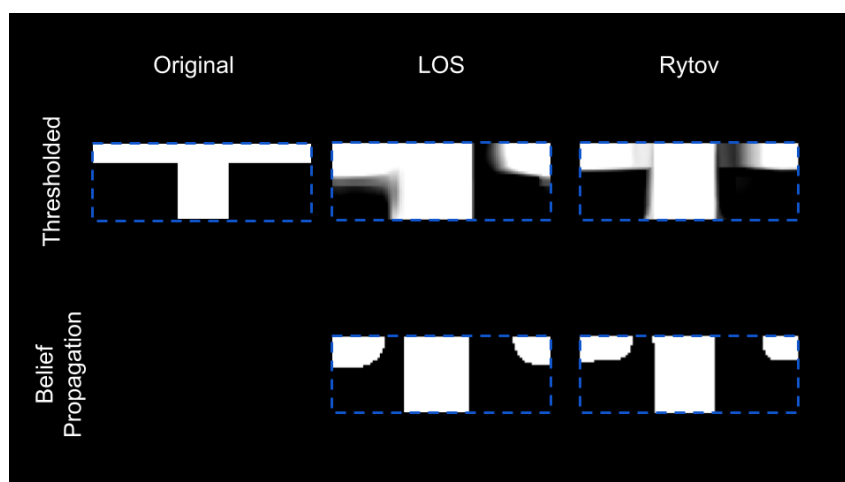 Original
LOS
Rytov
Thresholded
Belief
Propagation